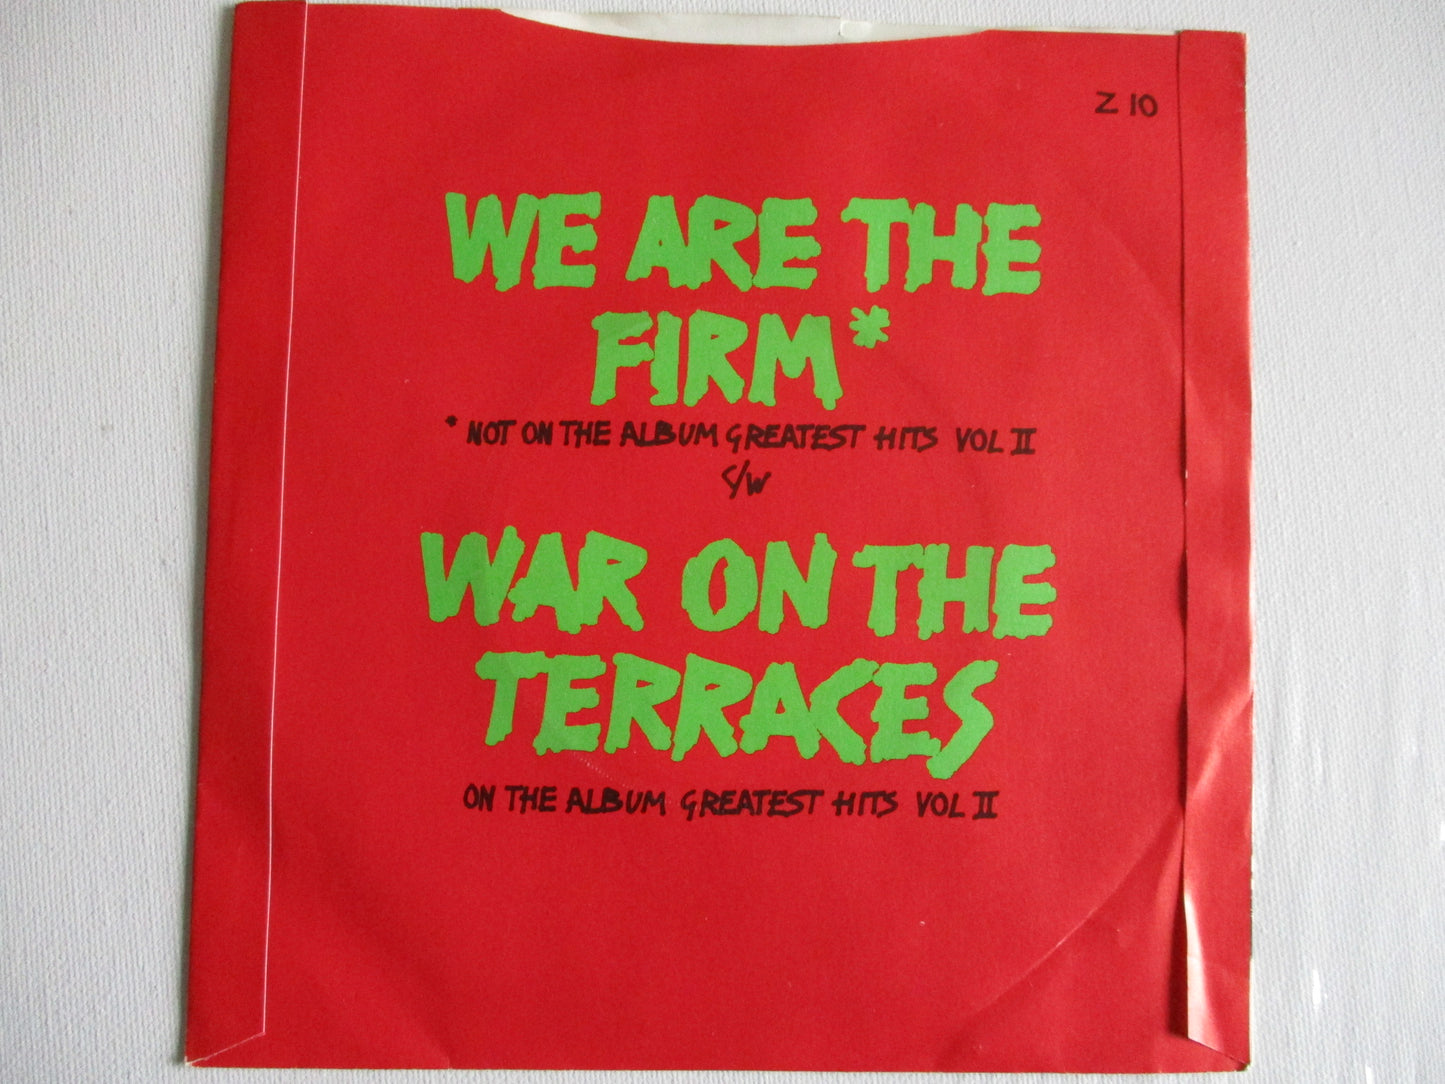 Z 10
WE ARE THE
FIRM*
* NOT ON THE ALBUM GREATEST HITS VOL II
C/W
WAR ON THE
TERRACES
ON THE ALBUM GREATEST HITS VOL II